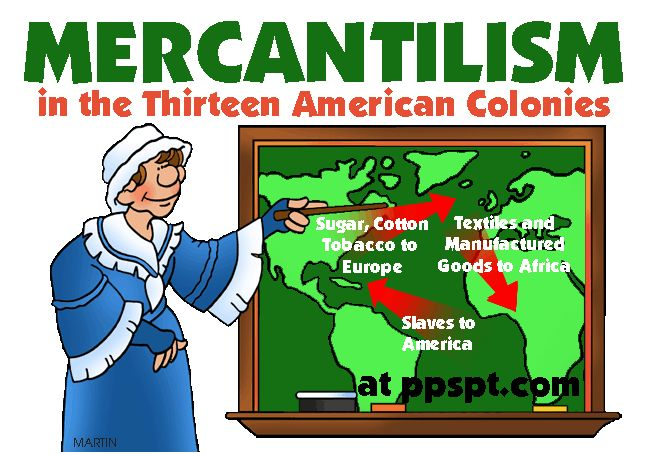 MERCANTILISM
in the Thirteen American Colonies
Sugar, Cotton
Tobacco to
Europe
Textiles and
Manufactured
Goods to Africa
Slaves to
America
at ppspt.com
MARTIN